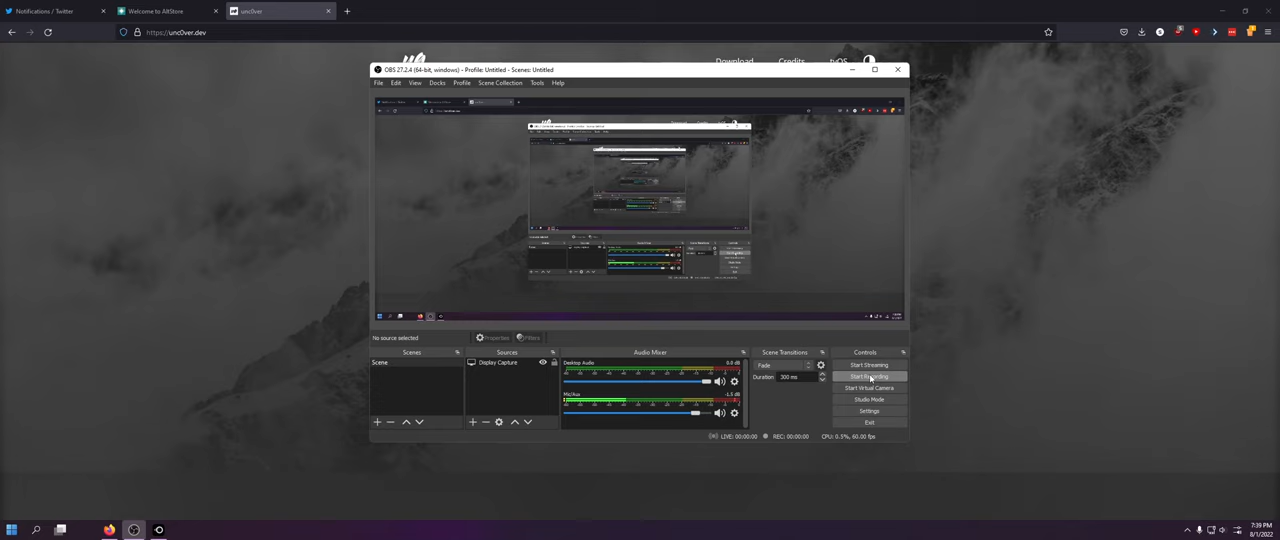 Notifications / Twitter
Welcome to AltStore
unc0ver
https://unc0ver.dev
Download
Credits
tvOS
OBS 27.2.4 (64-bit, windows) - Profile: Untitled - Scenes: Untitled
File Edit View Docks Profile Scene Collection Tools Help
No source selected
Properties
Filters
Scenes
Sources
Audio Mixer
Scene Transitions
Controls
Scene
Display Capture
Desktop Audio
0.0 dB
Mic/Aux
-1.5 dB
Fade
Duration 300 ms
Start Streaming
Start Recording
Start Virtual Camera
Studio Mode
Settings
Exit
LIVE: 00:00:00
REC: 00:00:00
CPU: 0.5%, 60.00 fps
7:39 PM
8/1/2022